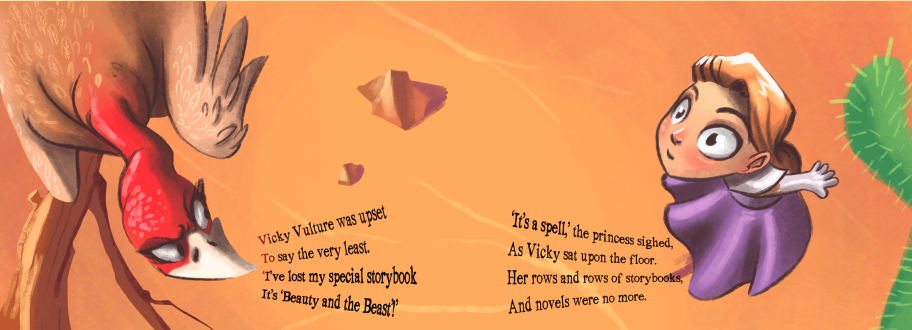 Vicky Vulture was upset
To say the very least.
'I've lost my special storybook
It's 'Beauty and the Beast!'
'It's a spell,' the princess sighed,
As Vicky sat upon the floor.
Her rows and rows of storybooks,
And novels were no more.